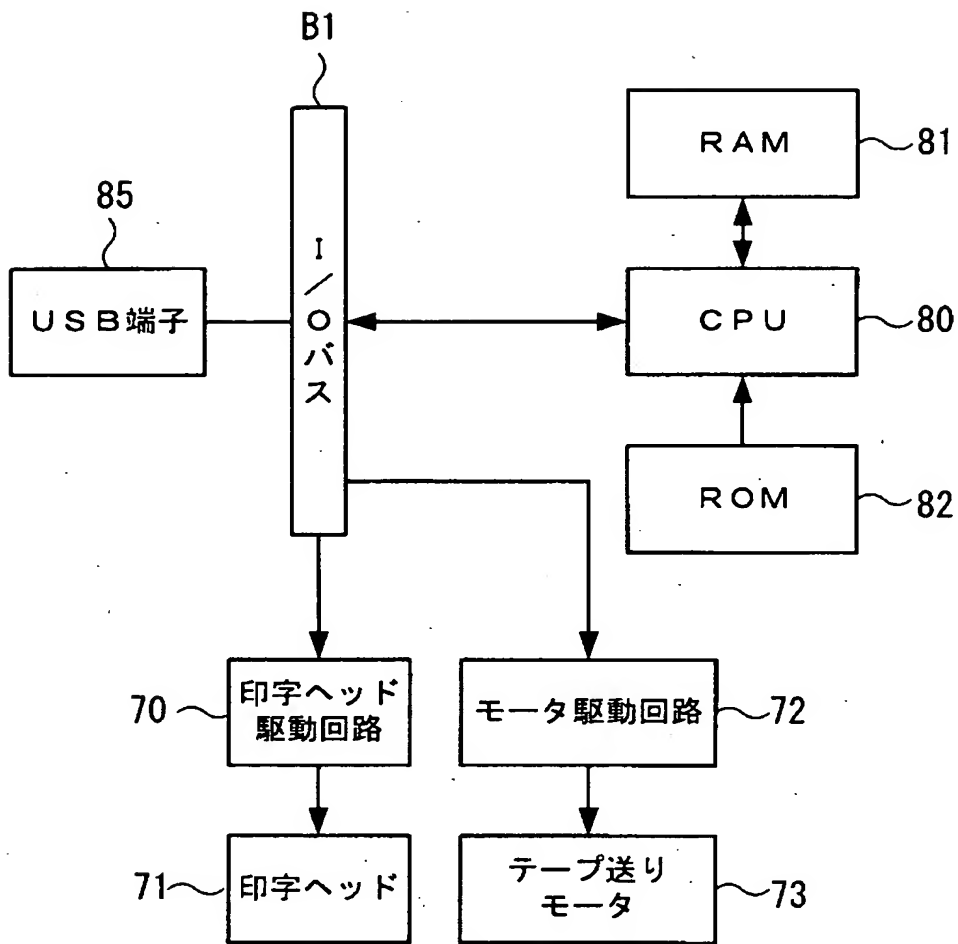 B1
RAM
81
85
I/Oバス
USB端子
CPU
80
ROM
82
70
印字ヘッド
駆動回路
モータ駆動回路
72
71
印字ヘッド
テープ送り
モータ
73